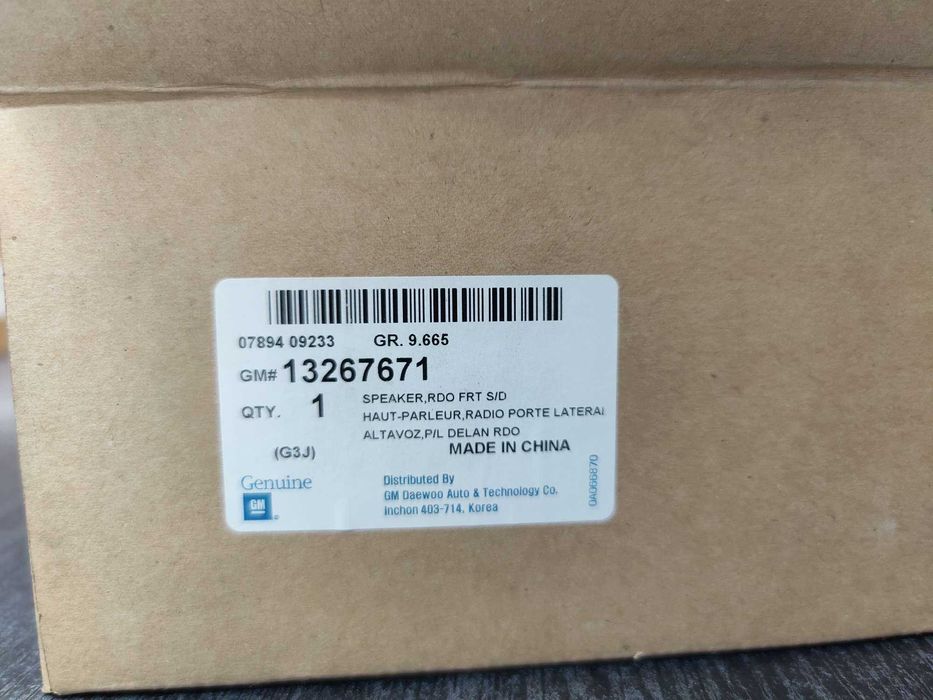 07894 09233 GR. 9.665
GM# 13267671
QTY. 1
SPEAKER,RDO FRT S/D
HAUT-PARLEUR,RADIO PORTE LATERAL
ALTAVOZ,P/L DELAN RDO
(G3J)
MADE IN CHINA
Genuine
GM
Distributed By
GM Daewoo Auto & Technology Co.
Inchon 403-714, Korea
0A066870